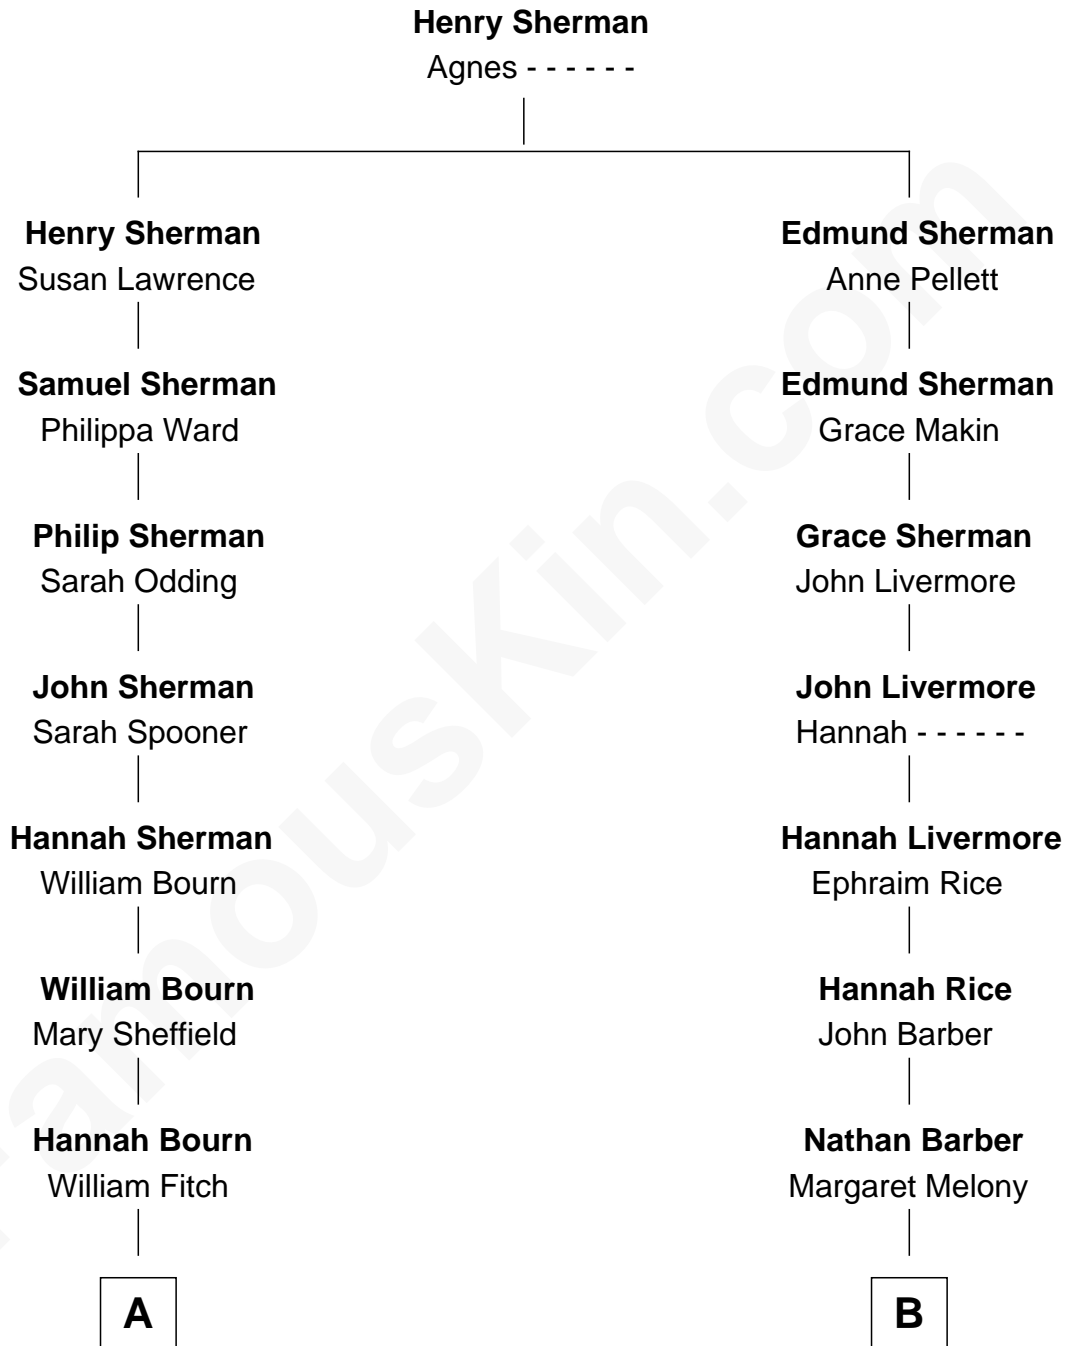 Henry Sherman
Agnes - - - - - -
Henry Sherman
Susan Lawrence
Edmund Sherman
Anne Pellett
Samuel Sherman
Philippa Ward
Edmund Sherman
Grace Makin
Philip Sherman
Sarah Odding
Grace Sherman
John Livermore
John Sherman
Sarah Spooner
John Livermore
Hannah - - - - - -
Hannah Sherman
William Bourn
Hannah Livermore
Ephraim Rice
William Bourn
Mary Sheffield
Hannah Rice
John Barber
Hannah Bourn
William Fitch
Nathan Barber
Margaret Melony
A
B
FamousKin.com